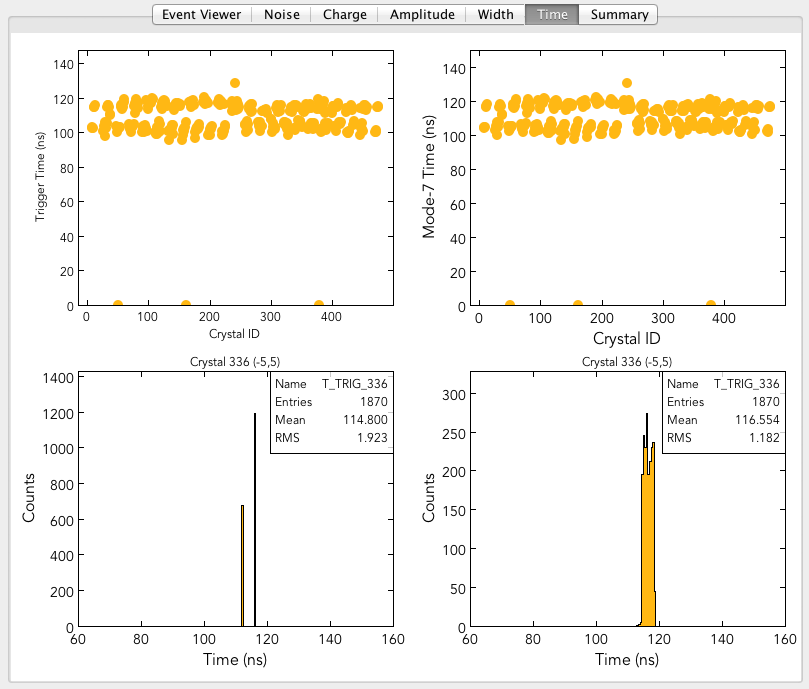 Event Viewer Noise Charge Amplitude Width Time Summary
140
120
100
80
60
40
20
0
Trigger Time (ns)
0 100 200 300 400
Crystal ID
140
120
100
80
60
40
20
0
Mode-7 Time (ns)
0 100 200 300 400
Crystal ID
Crystal 336 (-5,5)
1400
1200
1000
800
600
400
200
0
Counts
Name T_TRIG_336
Entries 1870
Mean 114.800
RMS 1.923
60 80 100 120 140 160
Time (ns)
Crystal 336 (-5,5)
300
250
200
150
100
50
0
Counts
Name T_TRIG_336
Entries 1870
Mean 116.554
RMS 1.182
60 80 100 120 140 160
Time (ns)